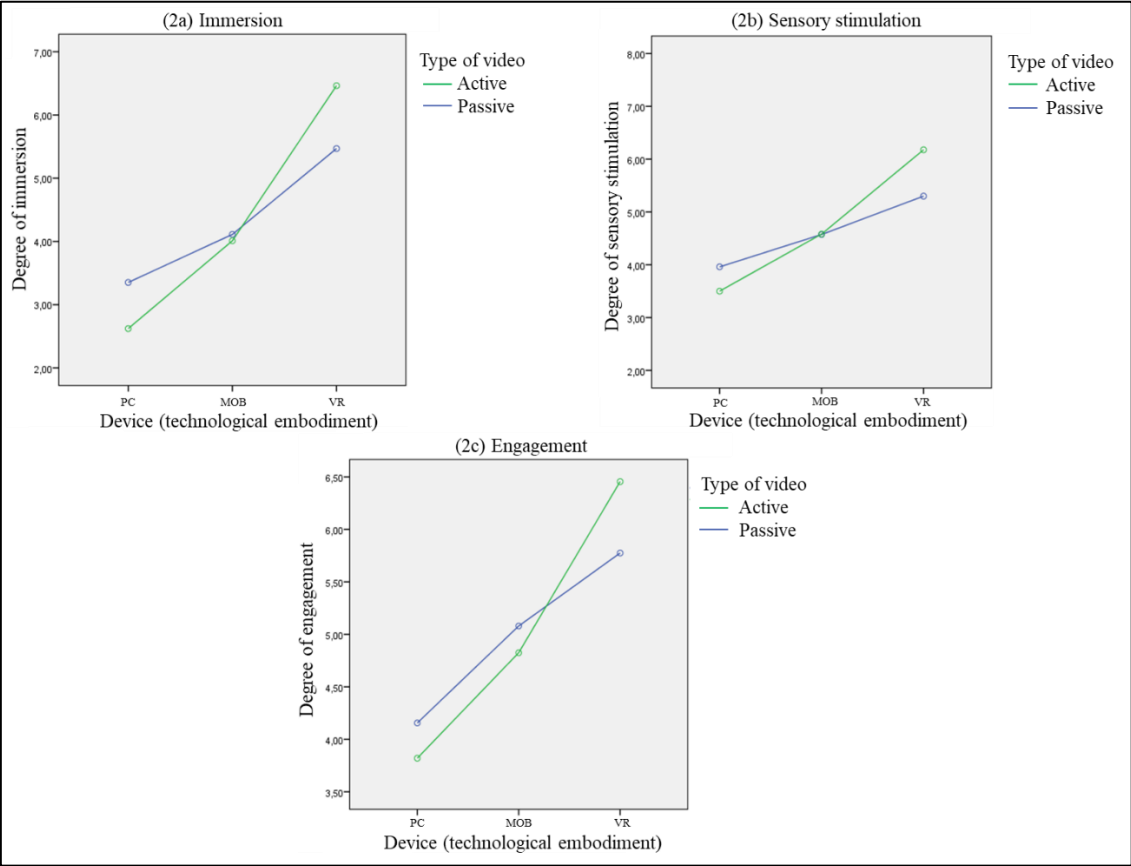 (2a) Immersion
Degree of immersion
7,00
6,00
5,00
4,00
3,00
2,00
PC MOB VR
Device (technological embodiment)
Type of video
Active
Passive
(2b) Sensory stimulation
Degree of sensory stimulation
8,00
7,00
6,00
5,00
4,00
3,00
2,00
PC MOB VR
Device (technological embodiment)
Type of video
Active
Passive
(2c) Engagement
Degree of engagement
6,50
6,00
5,50
5,00
4,50
4,00
3,50
PC MOB VR
Device (technological embodiment)
Type of video
Active
Passive